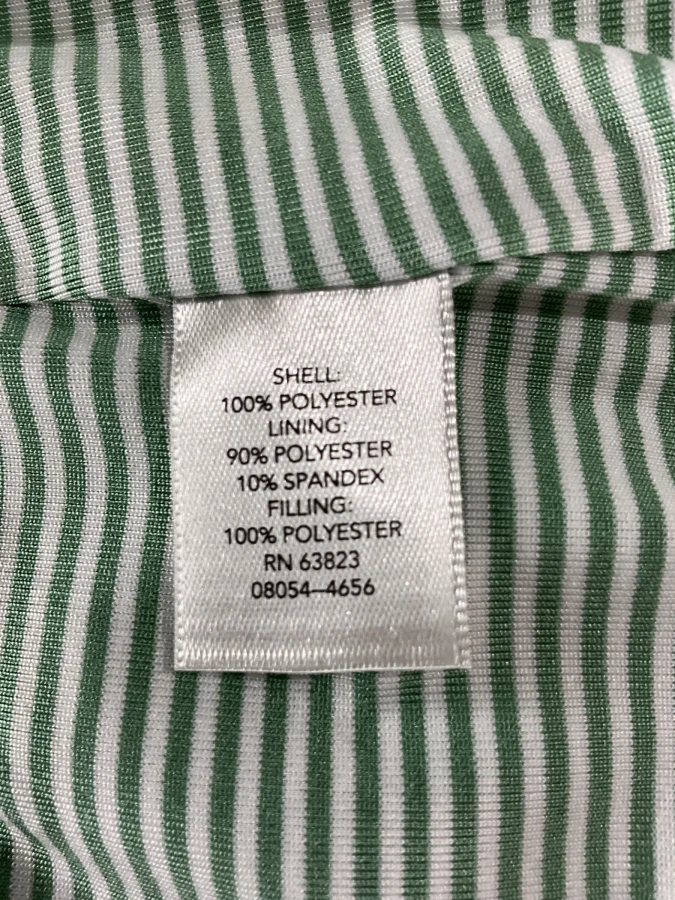 SHELL:
100% POLYESTER
LINING:
90% POLYESTER
10% SPANDEX
FILLING:
100% POLYESTER
RN 63823
08054–4656